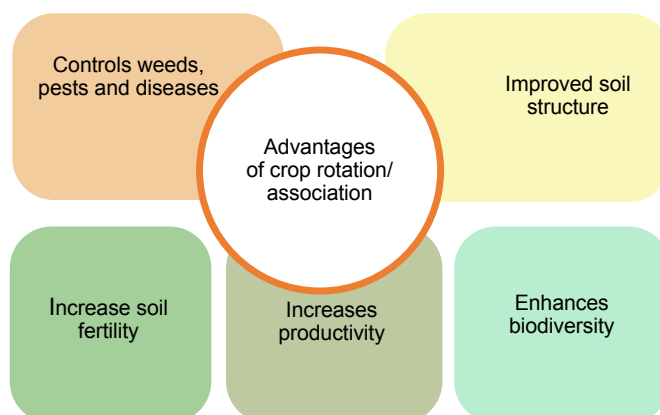 Controls weeds,
pests and diseases
Improved soil
structure
Advantages
of crop rotation/
association
Increase soil
fertility
Increases
productivity
Enhances
biodiversity